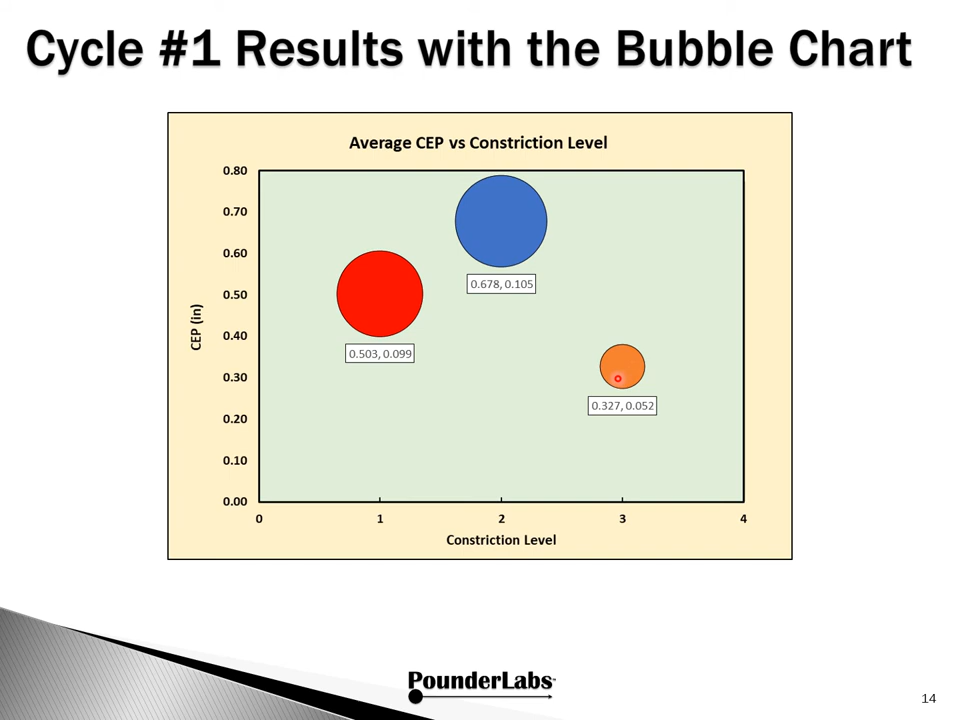 Cycle #1 Results with the Bubble Chart
Average CEP vs Constriction Level
0.80
0.70
0.60
0.50
0.40
0.30
0.20
0.10
0.00
CEP (in)
0.678, 0.105
0.503, 0.099
0.327, 0.052
0 1 2 3 4
Constriction Level
PounderLabs™
14